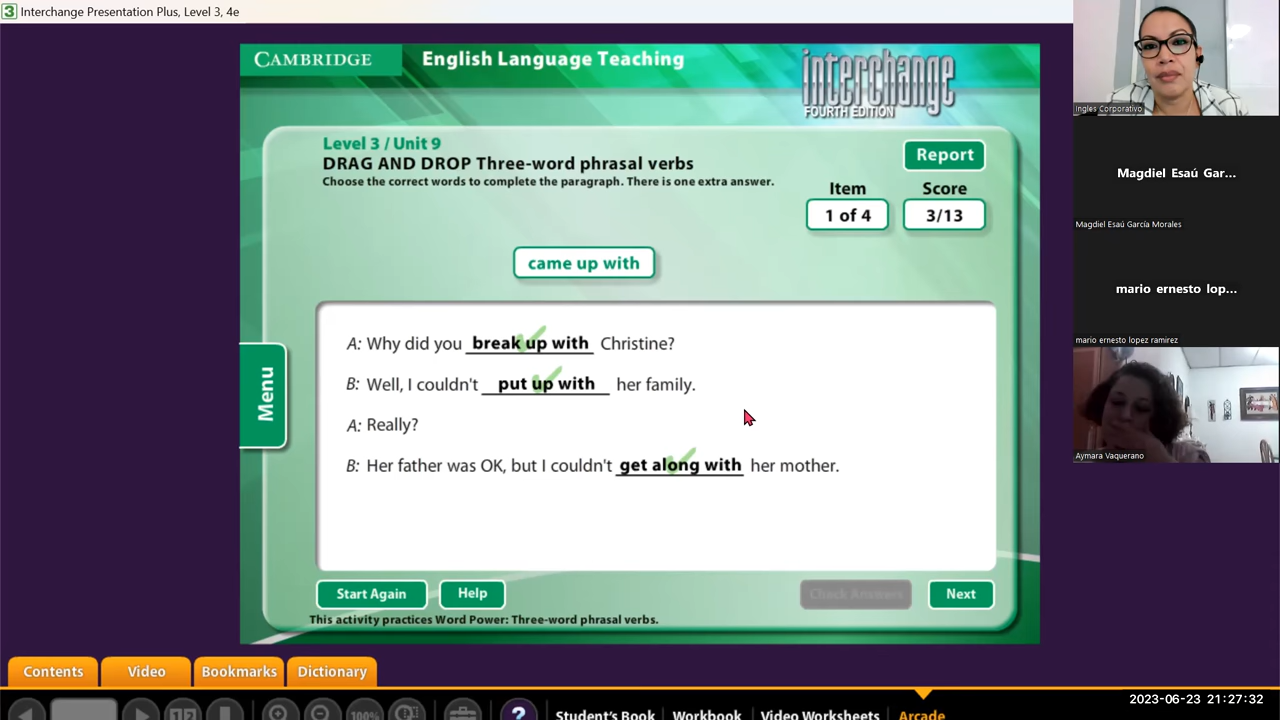 Interchange Presentation Plus, Level 3, 4e
CAMBRIDGE
English Language Teaching
interchange
FOURTH EDITION
Level 3 / Unit 9
DRAG AND DROP Three-word phrasal verbs
Choose the correct words to complete the paragraph. There is one extra answer.
Report
Item
Score
1 of 4
3/13
came up with
A: Why did you break up with Christine?
B: Well, I couldn't put up with her family.
A: Really?
B: Her father was OK, but I couldn't get along with her mother.
Menu
Start Again
Help
Check Answers
Next
This activity practices Word Power: Three-word phrasal verbs.
Contents
Video
Bookmarks
Dictionary
100%
?
Student's Book
Workbook
Video Worksheets
Arcade
Ingles Corporativo
Magdiel Esaú Gar...
Magdiel Esaú García Morales
mario ernesto lop...
mario ernesto lopez ramirez
Aymara Vaquerano
2023-06-23 21:27:32